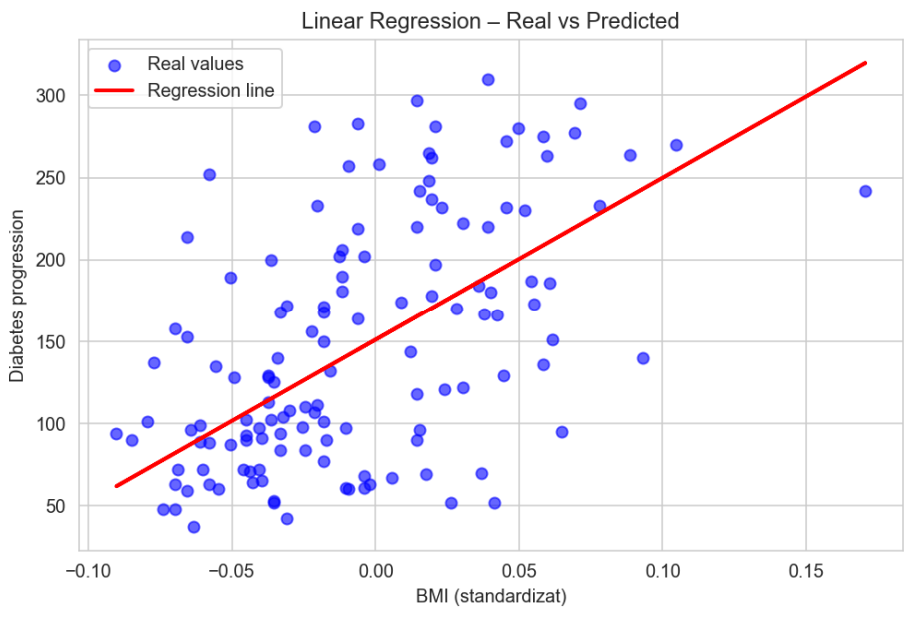 Linear Regression – Real vs Predicted
Real values
Regression line
300
250
200
150
100
50
Diabetes progression
−0.10
−0.05
0.00
0.05
0.10
0.15
BMI (standardizat)